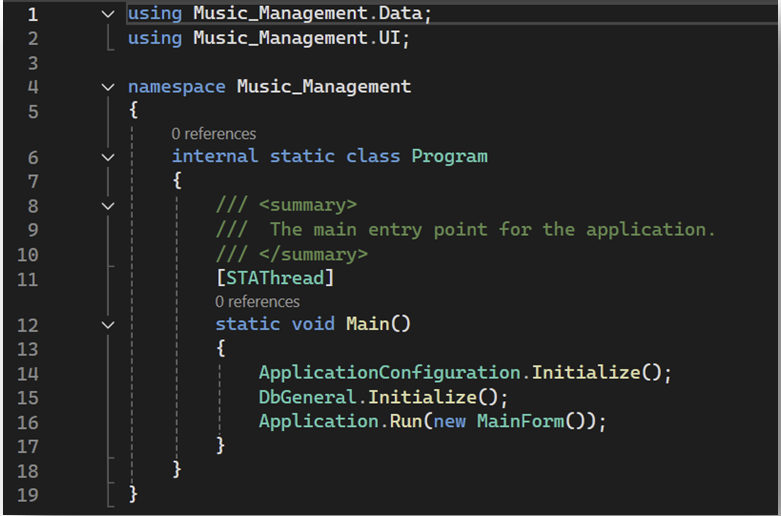 1 using Music_Management.Data;
2 using Music_Management.UI;
3
4 namespace Music_Management
5 {
0 references
6 internal static class Program
7 {
8 /// <summary>
9 ///  The main entry point for the application.
10 /// </summary>
11 [STAThread]
0 references
12 static void Main()
13 {
14 ApplicationConfiguration.Initialize();
15 DbGeneral.Initialize();
16 Application.Run(new MainForm());
17 }
18 }
19 }